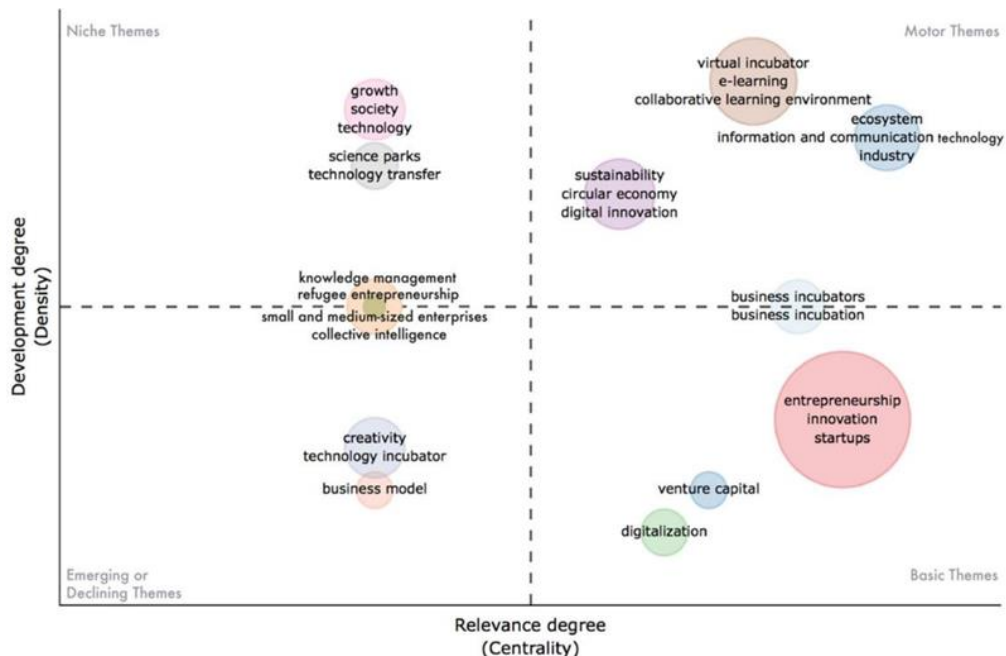 Niche Themes
Motor Themes
virtual incubator
e-learning
collaborative learning environment
growth
society
technology
ecosystem
information and communication technology
industry
science parks
technology transfer
sustainability
circular economy
digital innovation
knowledge management
refugee entrepreneurship
small and medium-sized enterprises
collective intelligence
business incubators
business incubation
entrepreneurship
innovation
startups
creativity
technology incubator
business model
venture capital
digitalization
Emerging or
Declining Themes
Basic Themes
Development degree
(Density)
Relevance degree
(Centrality)